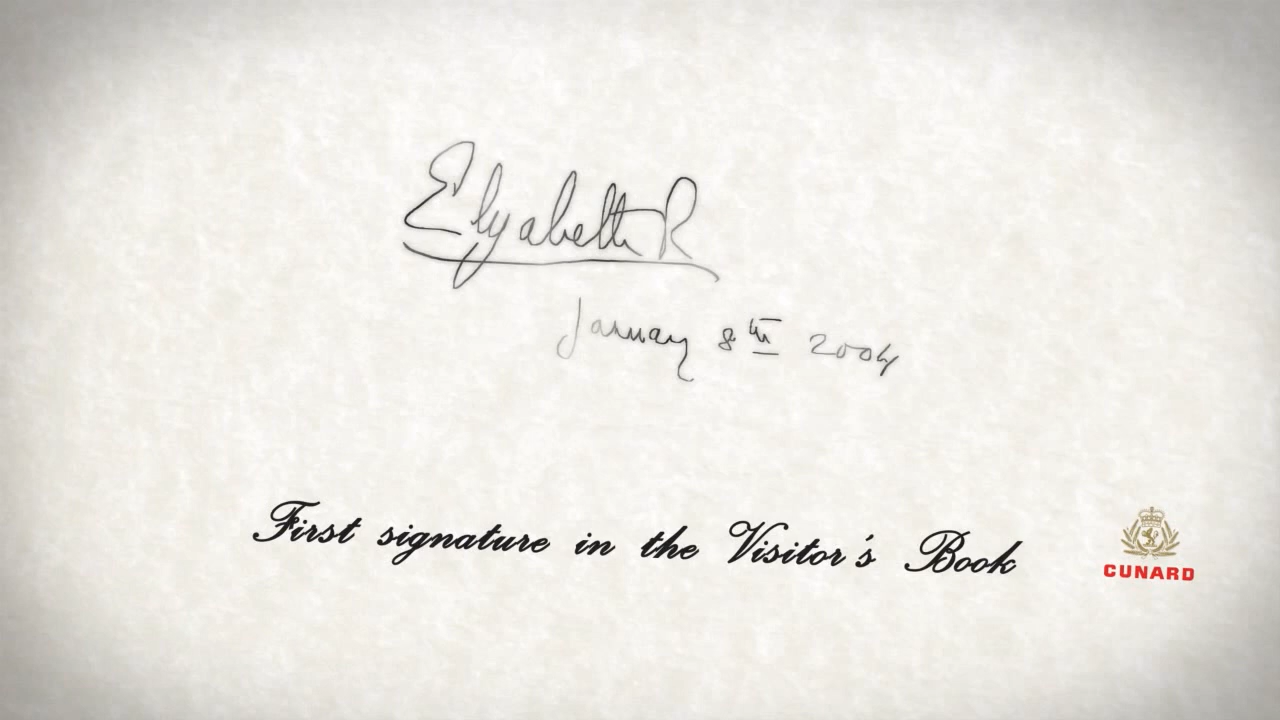 Elizabeth R
January 8th 2004
First signature in the Visitor's Book
CUNARD